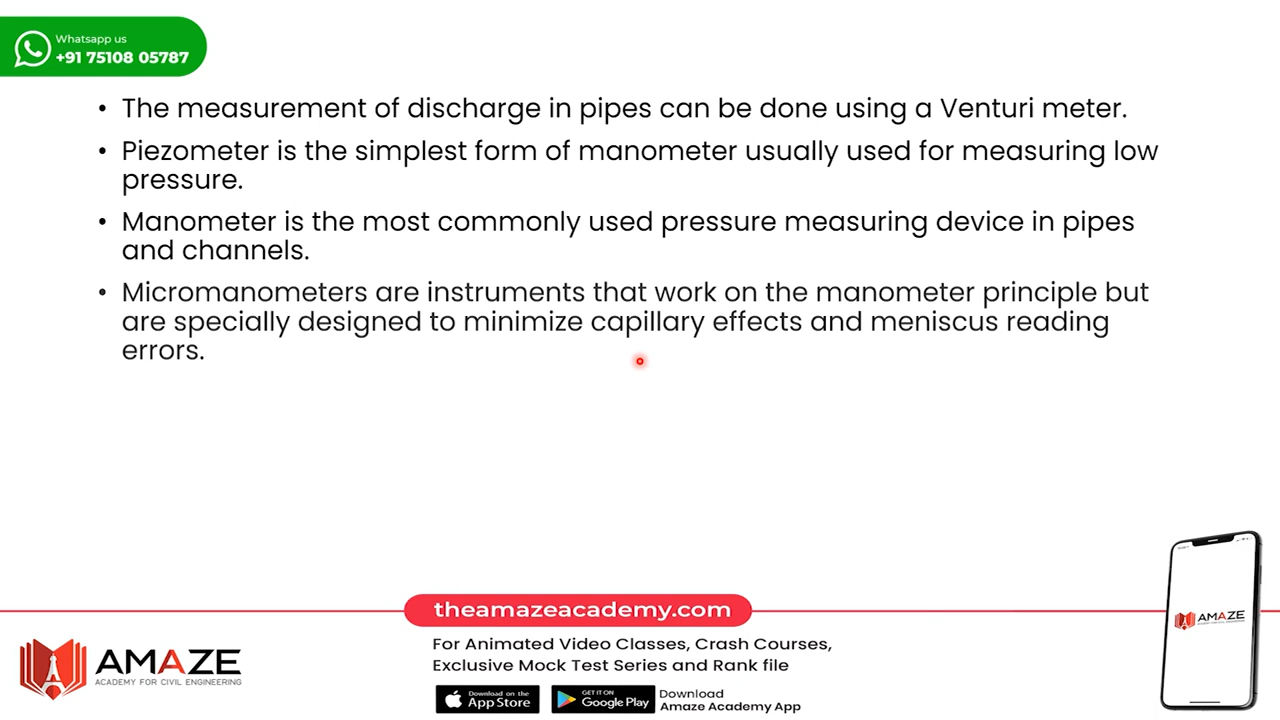 Whatsapp us
+91 75108 05787
• The measurement of discharge in pipes can be done using a Venturi meter.
• Piezometer is the simplest form of manometer usually used for measuring low
pressure.
• Manometer is the most commonly used pressure measuring device in pipes
and channels.
• Micromanometers are instruments that work on the manometer principle but
are specially designed to minimize capillary effects and meniscus reading
errors.
theamazeacademy.com
AMAZE
ACADEMY FOR CIVIL ENGINEERING
For Animated Video Classes, Crash Courses,
Exclusive Mock Test Series and Rank file
Download on the
App Store
GET IT ON
Google Play
Download
Amaze Academy App
AMAZE
ACADEMY FOR CIVIL ENGINEERING